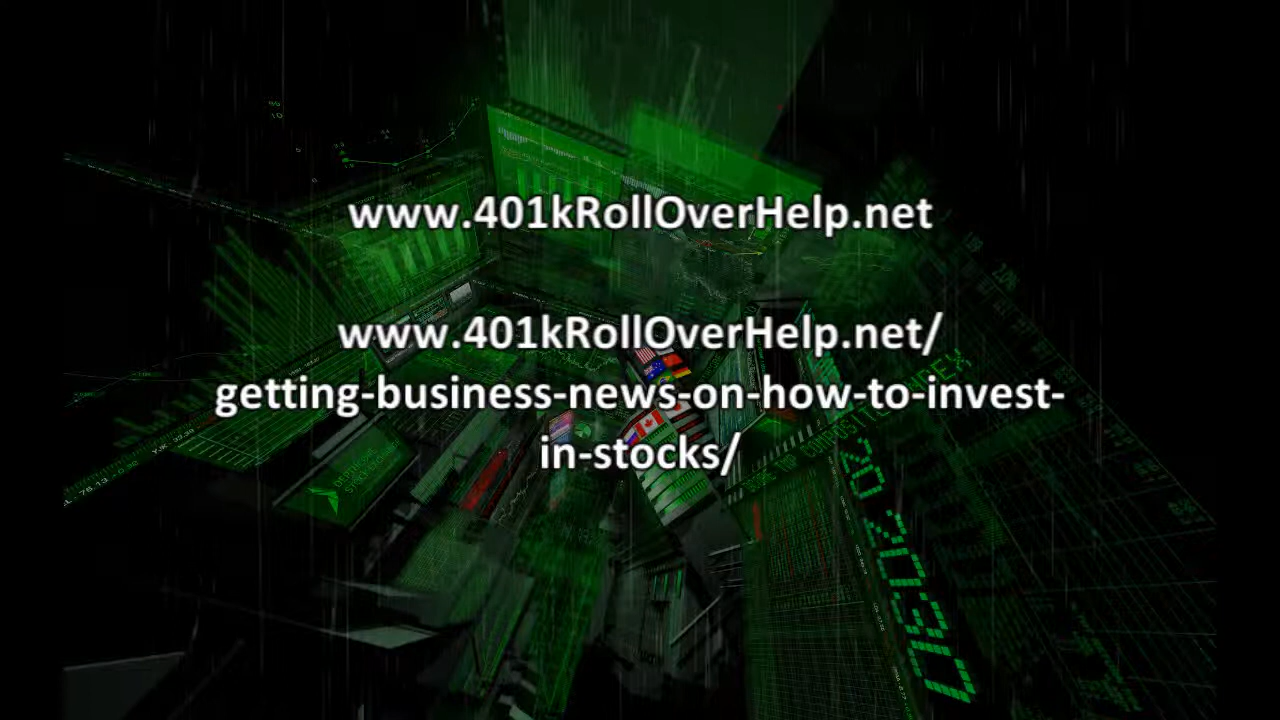 www.401kRollOverHelp.net
www.401kRollOverHelp.net/
getting-business-news-on-how-to-invest-
in-stocks/